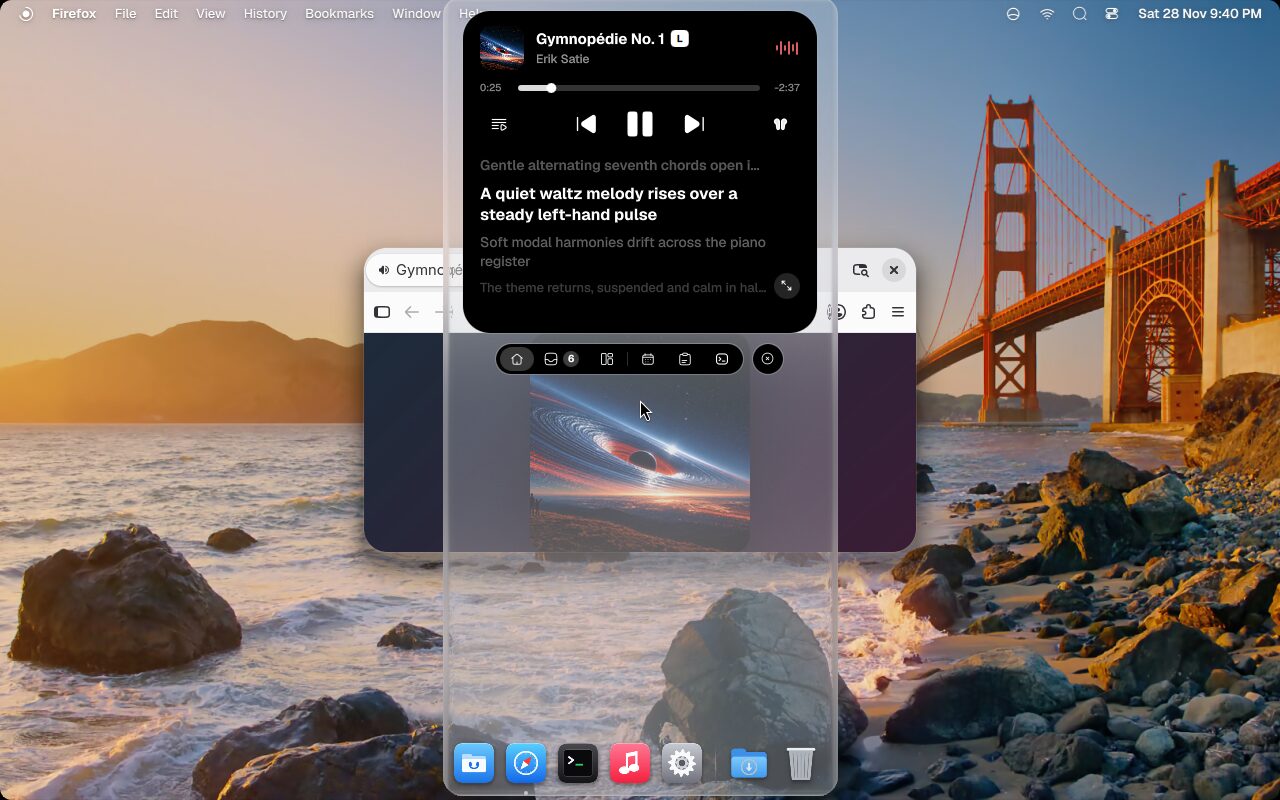 Firefox File Edit View History Bookmarks Window Sat 28 Nov 9:40 PM
Gymnopédie No. 1 L
Erik Satie
0:25 -2:37
Gentle alternating seventh chords open i...
A quiet waltz melody rises over a
steady left-hand pulse
Soft modal harmonies drift across the piano
register
The theme returns, suspended and calm in hal...
6